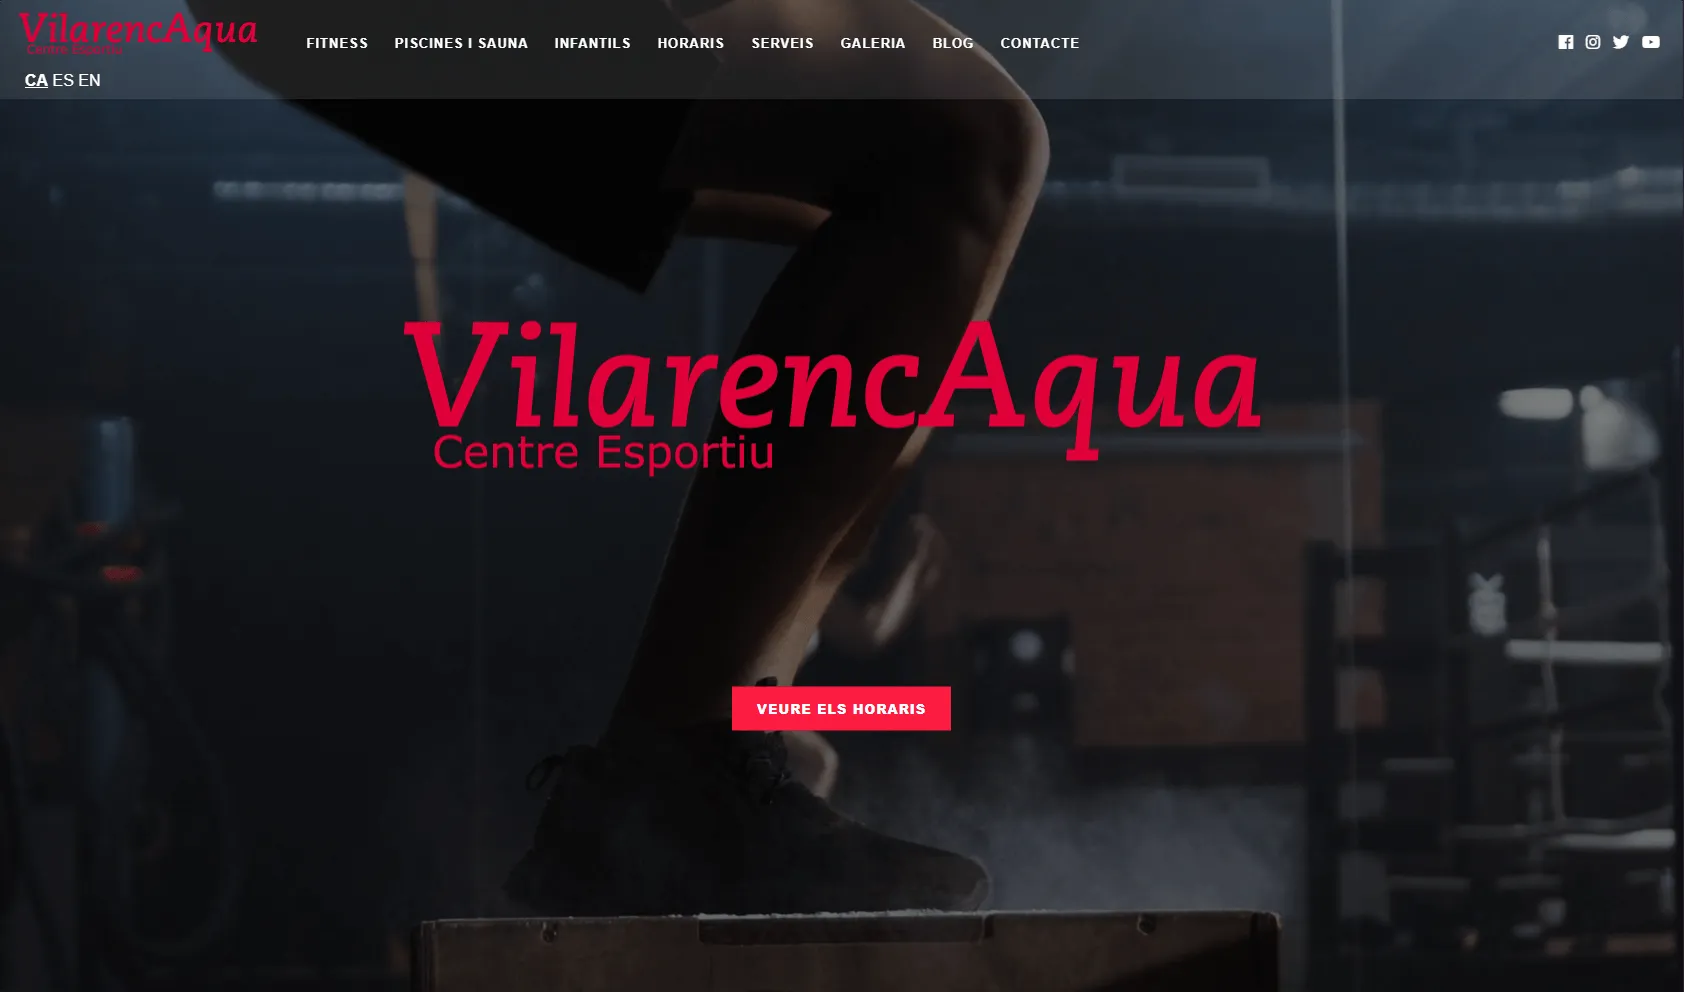 VilarencAqua
Centre Esportiu
FITNESS PISCINES I SAUNA INFANTILS HORARIS SERVEIS GALERIA BLOG CONTACTE
CA ES EN
VilarencAqua
Centre Esportiu
VEURE ELS HORARIS